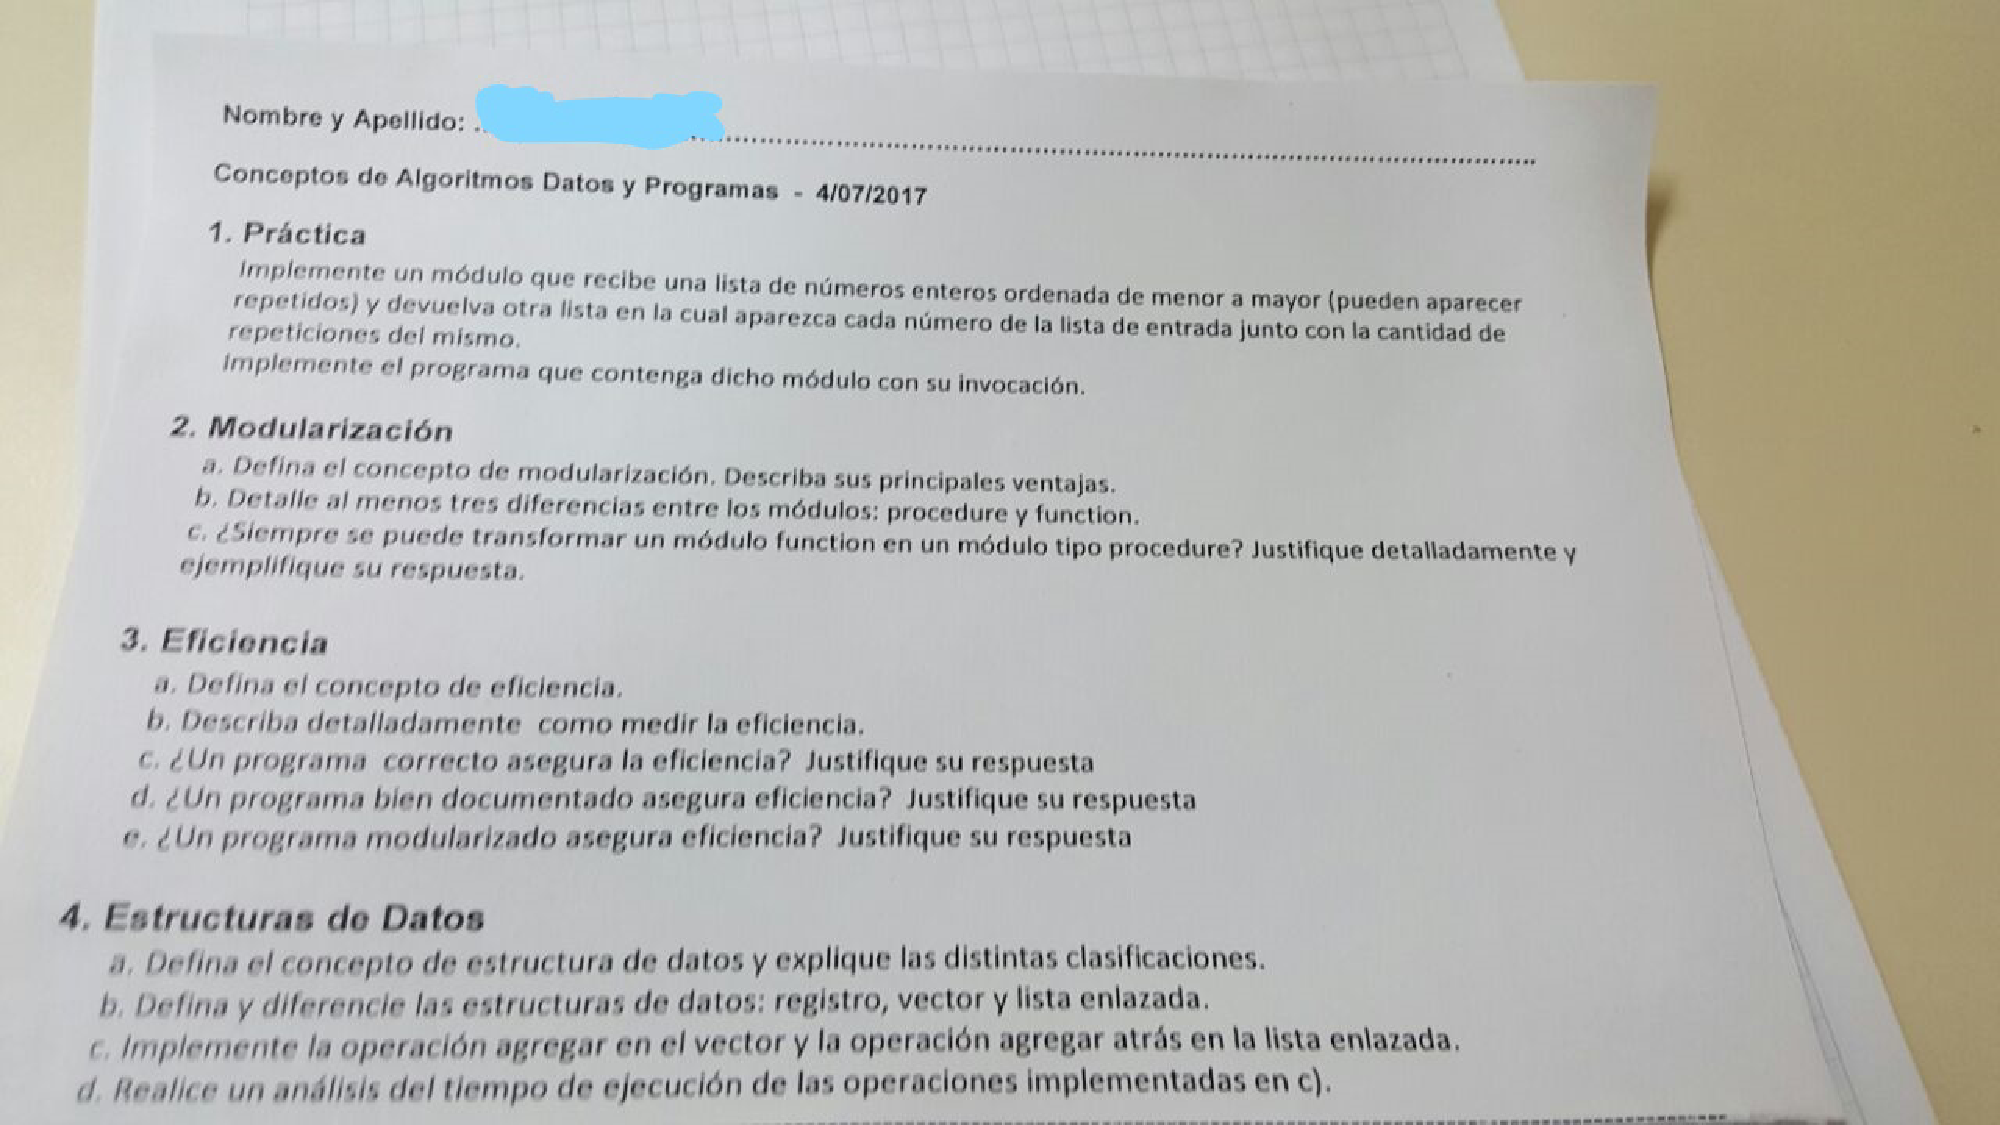 Nombre y Apellido: ..
Conceptos de Algoritmos Datos y Programas - 4/07/2017
1. Práctica
Implemente un módulo que recibe una lista de números enteros ordenada de menor a mayor (pueden aparecer
repetidos) y devuelva otra lista en la cual aparezca cada número de la lista de entrada junto con la cantidad de
repeticiones del mismo.
Implemente el programa que contenga dicho módulo con su invocación.
2. Modularización
a. Defina el concepto de modularización. Describa sus principales ventajas.
b. Detalle al menos tres diferencias entre los módulos: procedure y function.
c. ¿Siempre se puede transformar un módulo function en un módulo tipo procedure? Justifique detalladamente y
ejemplifique su respuesta.
3. Eficiencia
a. Defina el concepto de eficiencia.
b. Describa detalladamente como medir la eficiencia.
c. ¿Un programa correcto asegura la eficiencia? Justifique su respuesta
d. ¿Un programa bien documentado asegura eficiencia? Justifique su respuesta
e. ¿Un programa modularizado asegura eficiencia? Justifique su respuesta
4. Estructuras de Datos
a. Defina el concepto de estructura de datos y explique las distintas clasificaciones.
b. Defina y diferencie las estructuras de datos: registro, vector y lista enlazada.
c. Implemente la operación agregar en el vector y la operación agregar atrás en la lista enlazada.
d. Realice un análisis del tiempo de ejecución de las operaciones implementadas en c).